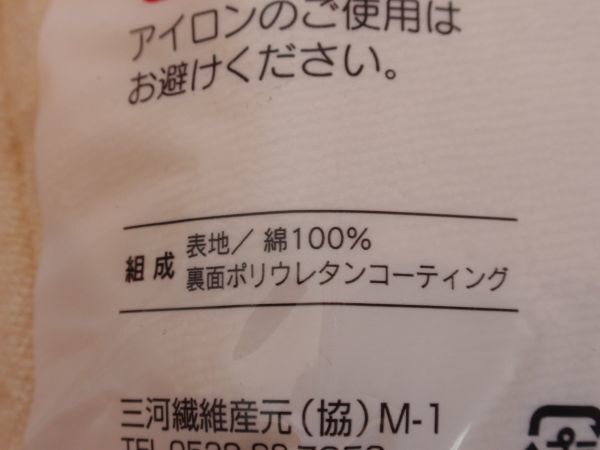 アイロンのご使用は
お避けください。
組成
表地／綿100%
裏面ポリウレタンコーティング
三河繊維産元（協）M-1
TEL
プ